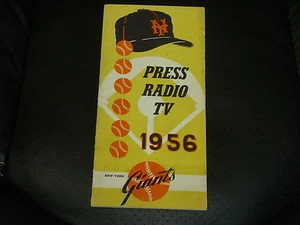 NY
PRESS
RADIO
TV
1956
NEW YORK
Giants